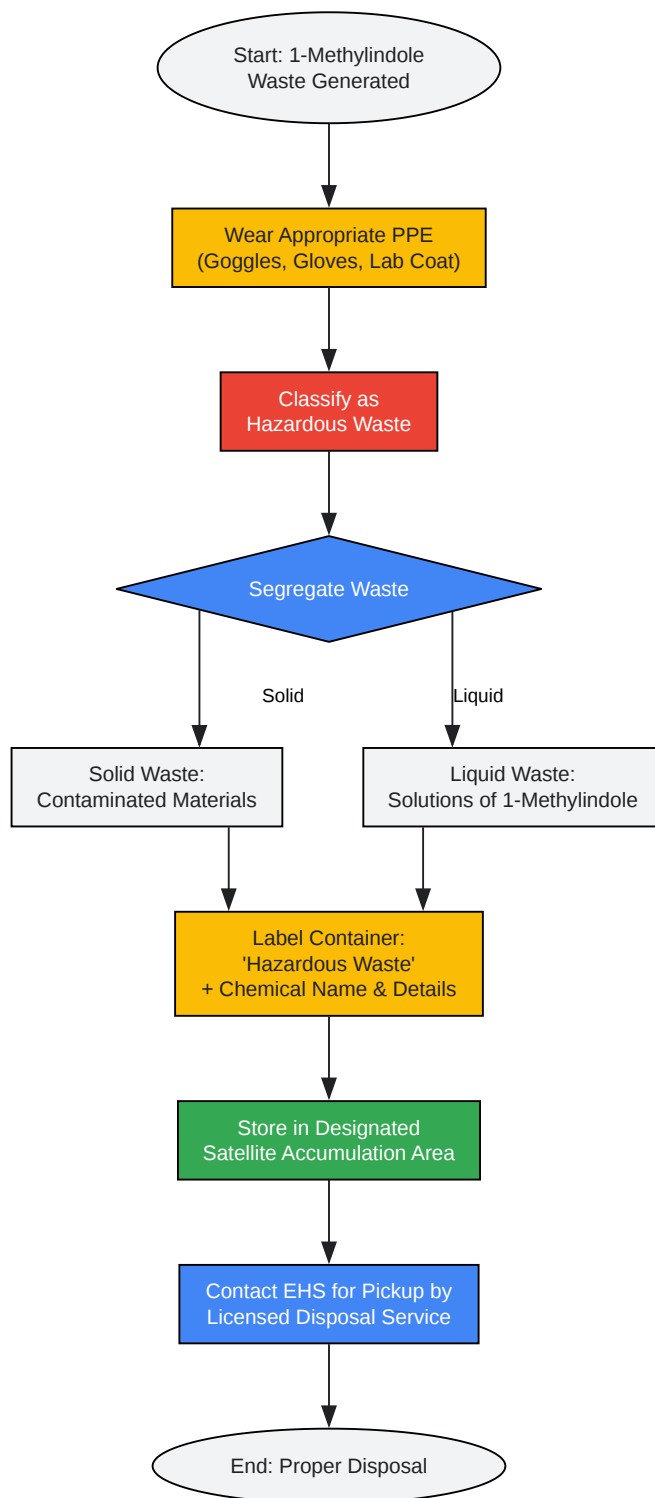 Start: 1-Methylindole
Waste Generated
Wear Appropriate PPE
(Goggles, Gloves, Lab Coat)
Classify as
Hazardous Waste
Segregate Waste
Solid
Liquid
Solid Waste:
Contaminated Materials
Liquid Waste:
Solutions of 1-Methylindole
Label Container:
'Hazardous Waste'
+ Chemical Name & Details
Store in Designated
Satellite Accumulation Area
Contact EHS for Pickup by
Licensed Disposal Service
End: Proper Disposal